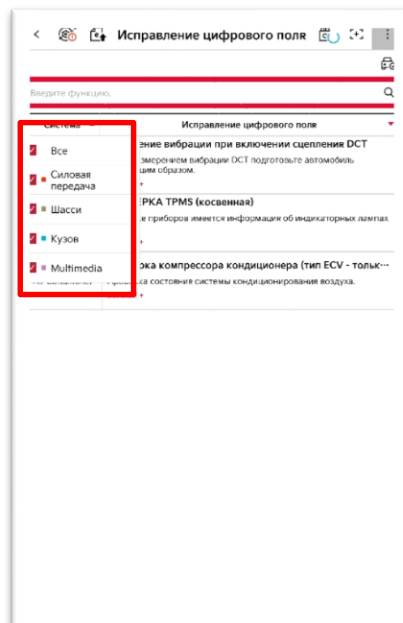 Исправление цифрового поля
Введите функцию.
Система Исправление цифрового поля
Все
Силовая
передача
Шасси
Кузов
Multimedia
ение вибрации при включении сцепления DCT
змерением вибрации DCT подготовьте автомобиль
щим образом.
РКА TPMS (косвенная)
е приборов имеется информация об индикаторных лампах
рка компрессора кондиционера (тип ECV - тольк···
ка состояния системы кондиционирования воздуха.